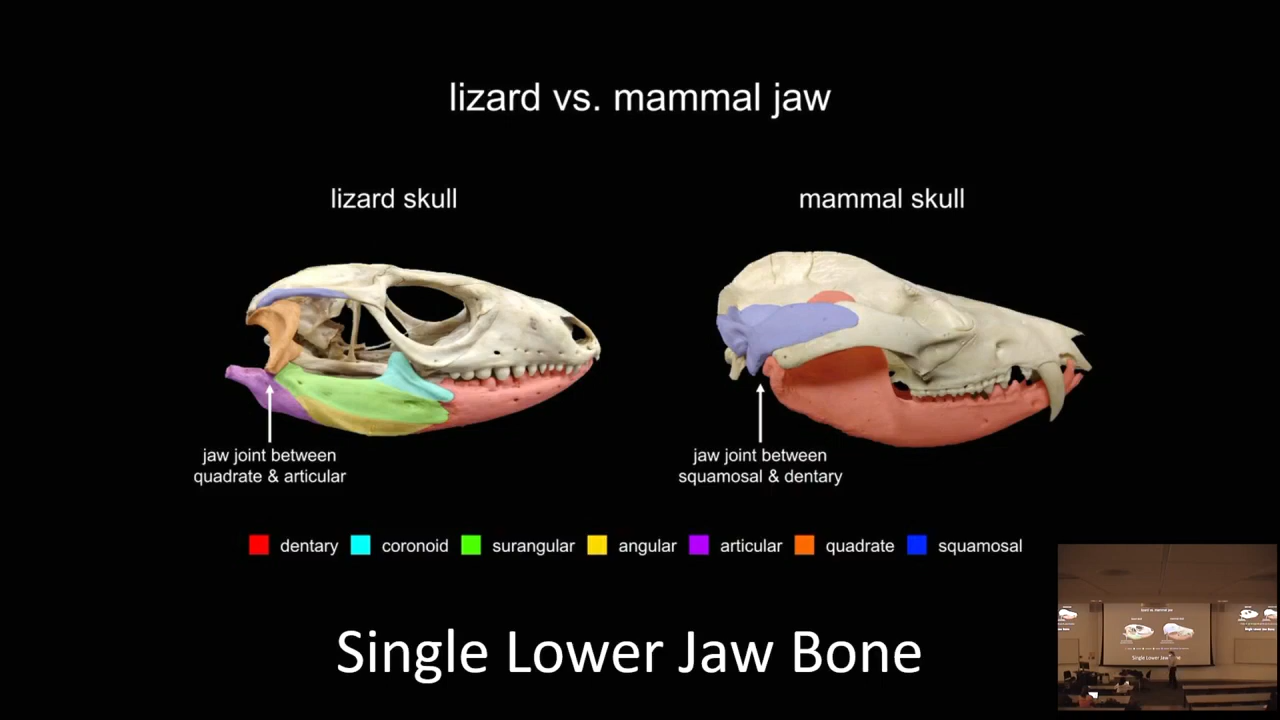 lizard vs. mammal jaw
lizard skull
mammal skull
jaw joint between
quadrate & articular
jaw joint between
squamosal & dentary
dentary coronoid surangular angular articular quadrate squamosal
Single Lower Jaw Bone